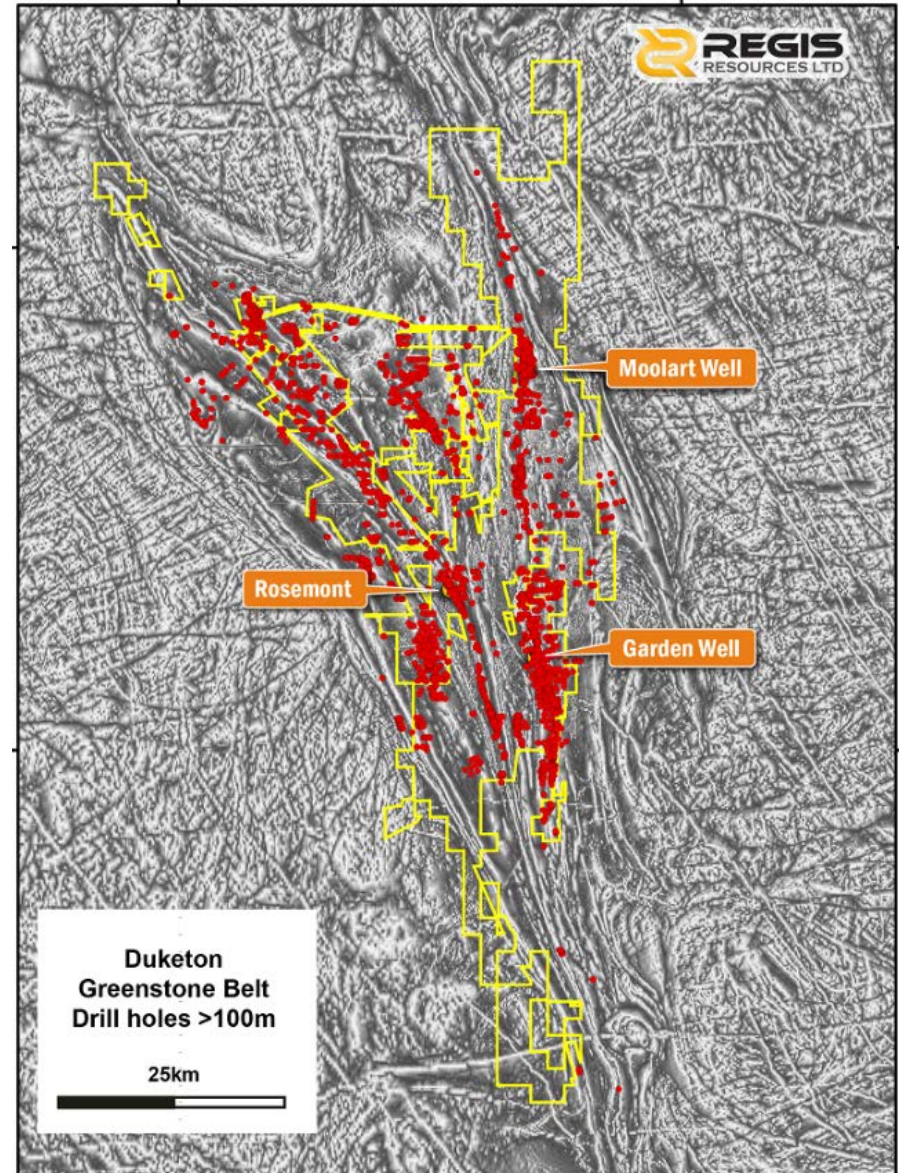 REGIS
RESOURCES LTD
Moolart Well
Rosemont
Garden Well
Duketon
Greenstone Belt
Drill holes >100m
25km